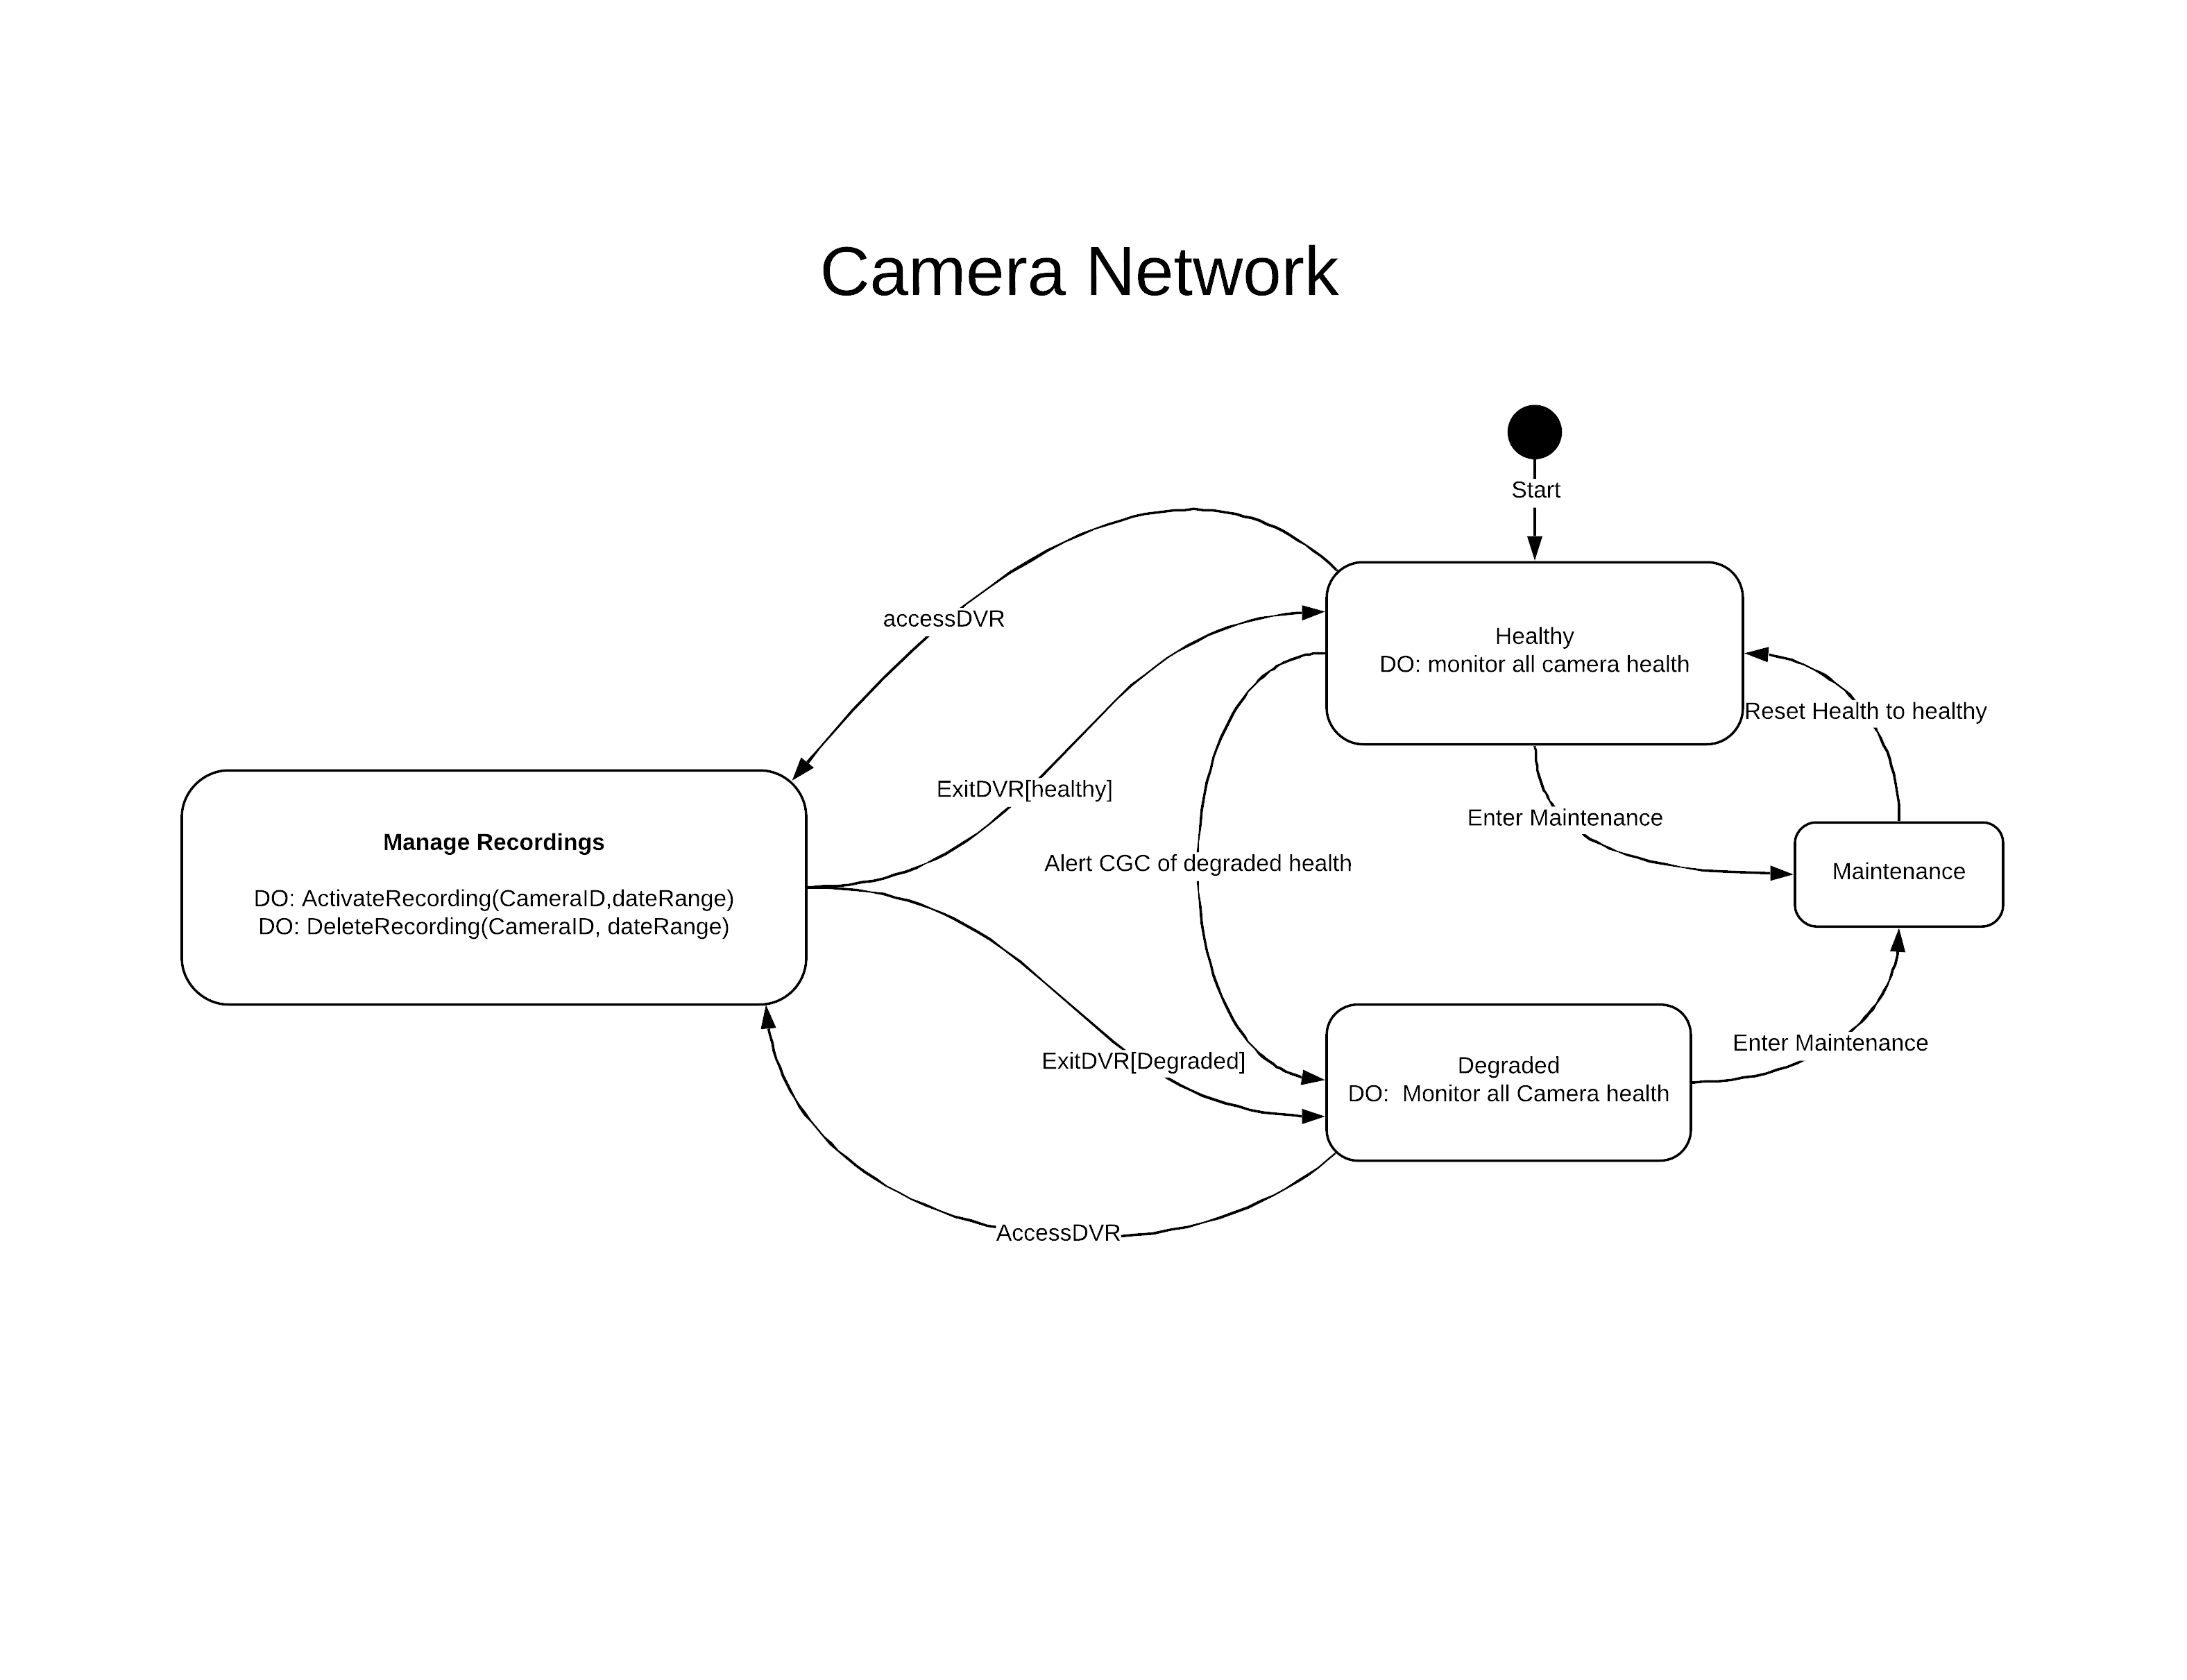 Camera Network
Start
accessDVR
Healthy
DO: monitor all camera health
Reset Health to healthy
ExitDVR[healthy]
Enter Maintenance
Manage Recordings
DO: ActivateRecording(CameraID,dateRange)
DO: DeleteRecording(CameraID, dateRange)
Alert CGC of degraded health
Maintenance
ExitDVR[Degraded]
Degraded
DO:  Monitor all Camera health
Enter Maintenance
AccessDVR